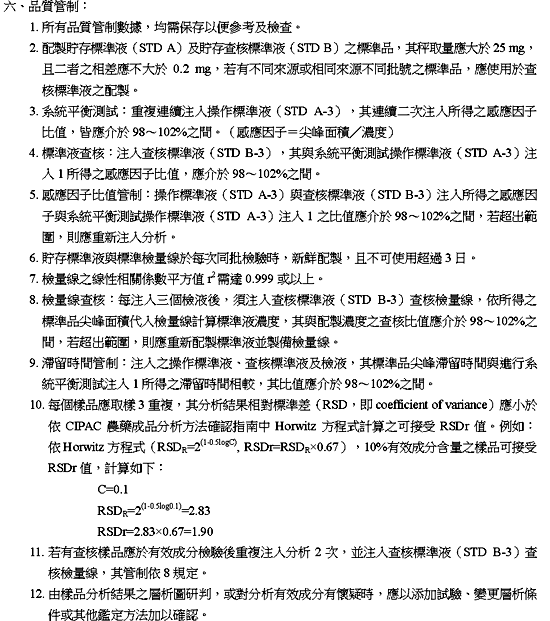 六、品質管制：
1. 所有品質管制數據，均需保存以便參考及檢查。
2. 配製貯存標準液（STD A）及貯存查核標準液（STD B）之標準品，其秤取量應大於 25 mg，
且二者之相差應不大於 0.2 mg，若有不同來源或相同來源不同批號之標準品，應使用於查
核標準液之配製。
3. 系統平衡測試：重複連續注入操作標準液（STD A-3），其連續二次注入所得之感應因子
比值，皆應介於 98～102%之間。（感應因子＝尖峰面積／濃度）
4. 標準液查核：注入查核標準液（STD B-3），其與系統平衡測試操作標準液（STD A-3）注
入 1 所得之感應因子比值，應介於 98～102%之間。
5. 感應因子比值管制：操作標準液（STD A-3）與查核標準液（STD B-3）注入所得之感應因
子與系統平衡測試操作標準液（STD A-3）注入 1 之比值應介於 98～102%之間，若超出範
圍，則應重新注入分析。
6. 貯存標準液與標準檢量線於每次同批檢驗時，新鮮配製，且不可使用超過 3 日。
7. 檢量線之線性相關係數平方值 r² 需達 0.999 或以上。
8. 檢量線查核：每注入三個檢液後，須注入查核標準液（STD B-3）查核檢量線，依所得之
標準品尖峰面積代入檢量線計算標準液濃度，其與配製濃度之查核比值應介於 98～102%之
間，若超出範圍，則應重新配製標準液並製備檢量線。
9. 滯留時間管制：注入之操作標準液、查核標準液及檢液，其標準品尖峰滯留時間與進行系
統平衡測試注入 1 所得之滯留時間相較，其比值應介於 98～102%之間。
10. 每個樣品應取樣 3 重複，其分析結果相對標準差（RSD，即 coefficient of variance）應小於
依 CIPAC 農藥成品分析方法確認指南中 Horwitz 方程式計算之可接受 RSDr 值。例如：
依 Horwitz 方程式（RSD_R=2^(1-0.5logC), RSDr=RSD_R×0.67），10%有效成分含量之樣品可接受
RSDr 值，計算如下：
C=0.1
RSD_R=2^(1-0.5log0.1)=2.83
RSDr=2.83×0.67=1.90
11. 若有查核樣品應於有效成分檢驗後重複注入分析 2 次，並注入查核標準液（STD B-3）查
核檢量線，其管制依 8 規定。
12. 由樣品分析結果之層析圖研判，或對分析有效成分有懷疑時，應以添加試驗、變更層析條
件或其他鑑定方法加以確認。